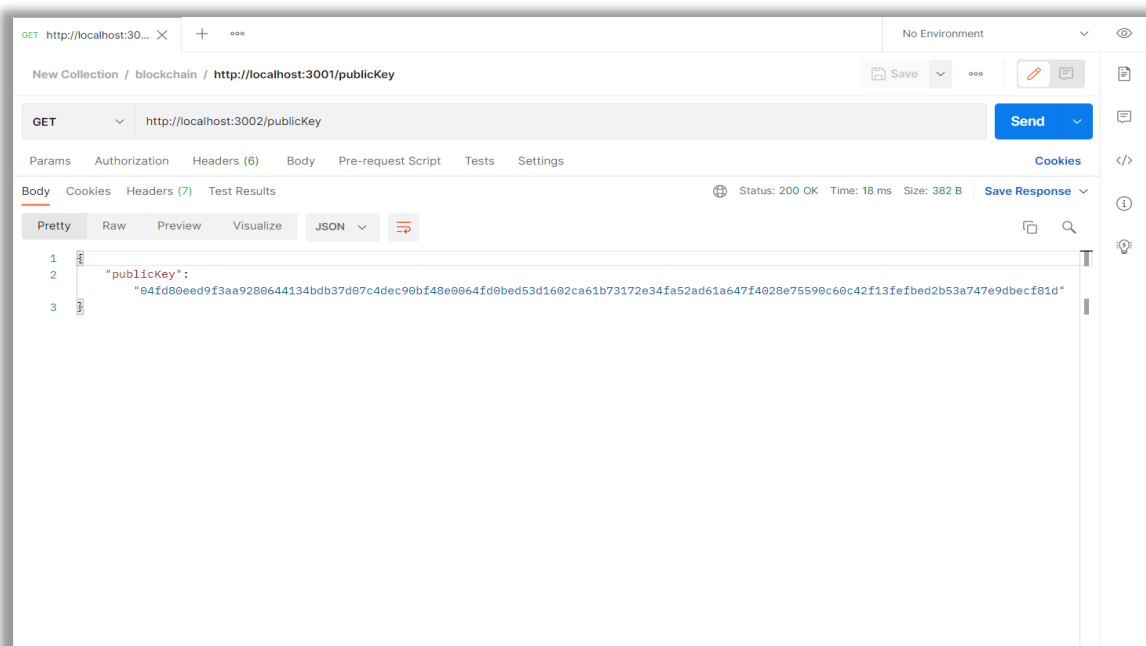 GET http://localhost:30...
No Environment
New Collection / blockchain / http://localhost:3001/publicKey
Save
GET
http://localhost:3002/publicKey
Send
Params Authorization Headers (6) Body Pre-request Script Tests Settings Cookies
Body Cookies Headers (7) Test Results Status: 200 OK Time: 18 ms Size: 382 B Save Response
Pretty Raw Preview Visualize JSON
1 {
2 "publicKey":
"04fd80eed9f3aa9280644134bdb37d07c4dec90bf48e0064fd0bed53d1602ca61b73172e34fa52ad61a647f4028e75590c60c42f13fefbed2b53a747e9dbecf81d"
3 }